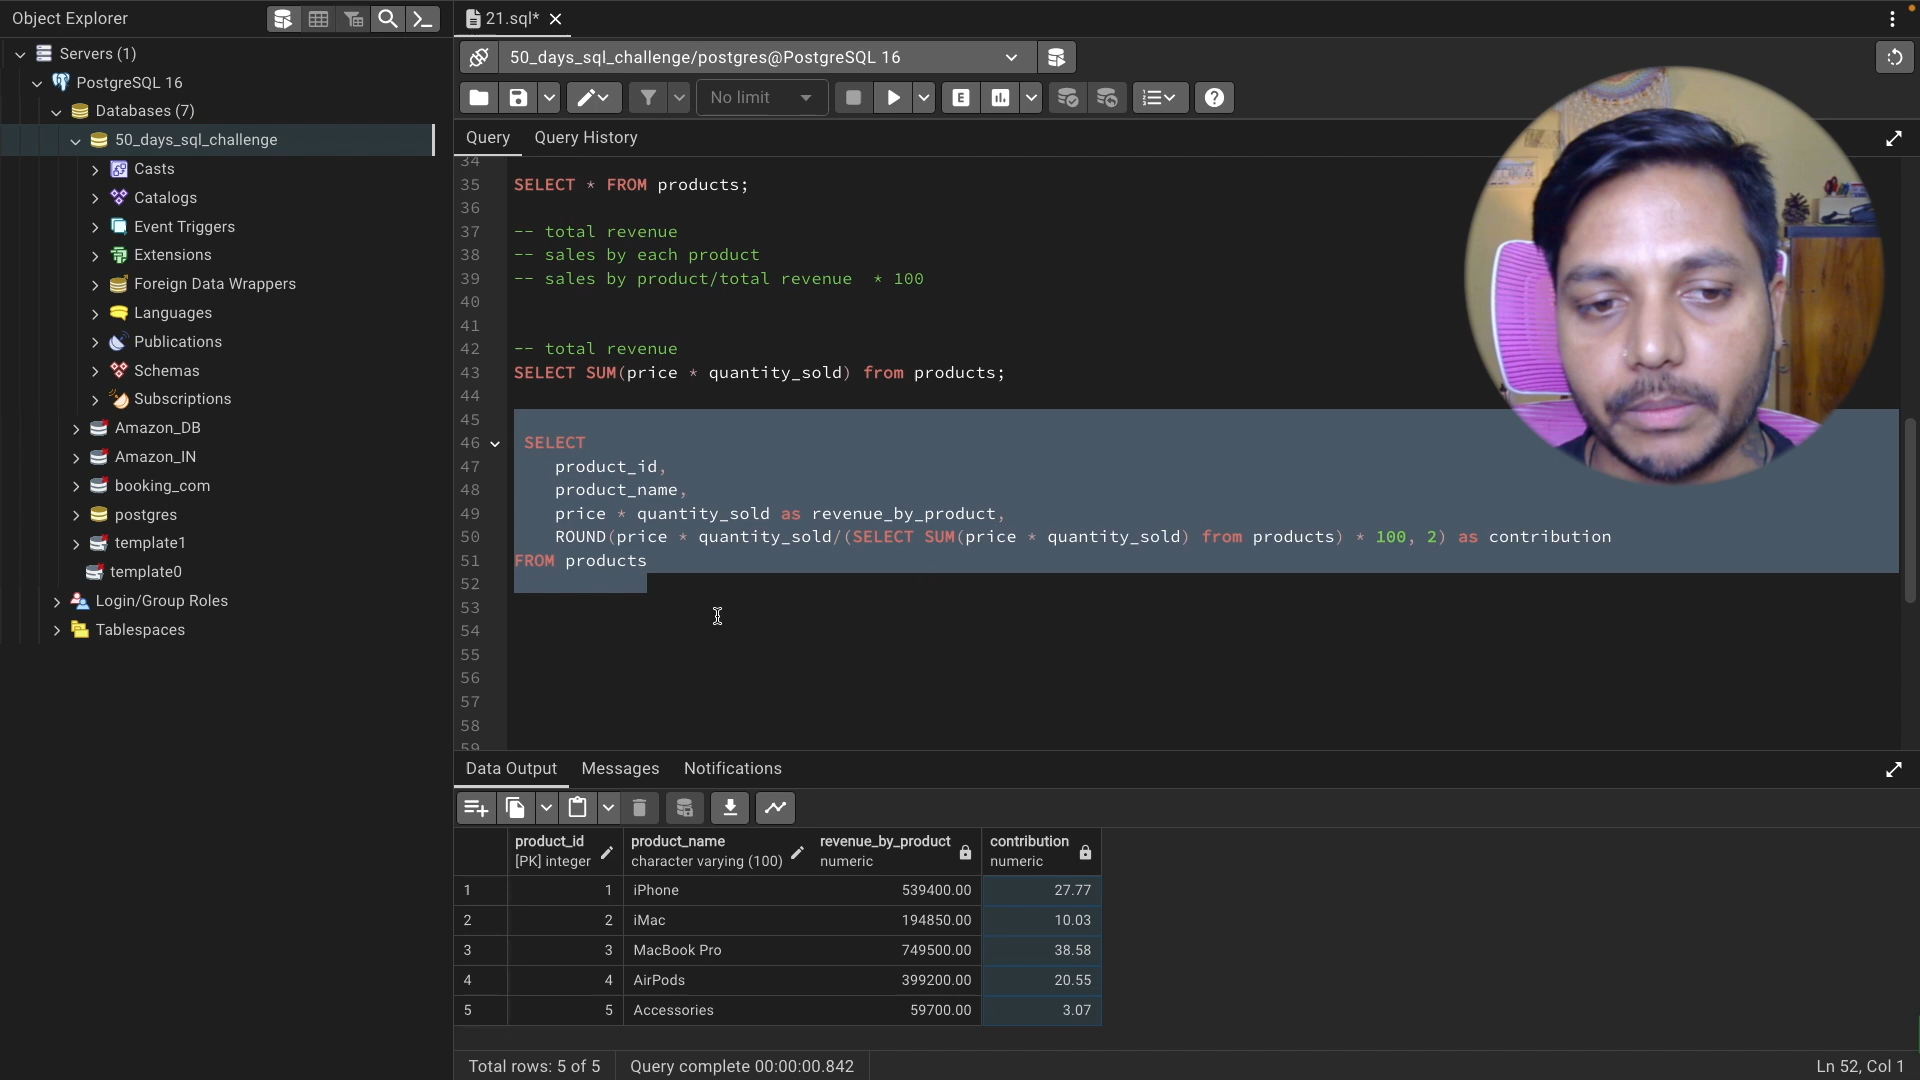 Object Explorer
21.sql*
Servers (1)
50_days_sql_challenge/postgres@PostgreSQL 16
PostgreSQL 16
Databases (7)
No limit
50_days_sql_challenge
Query
Query History
Casts
Catalogs
Event Triggers
Extensions
Foreign Data Wrappers
Languages
Publications
Schemas
Subscriptions
Amazon_DB
Amazon_IN
booking_com
postgres
template1
template0
Login/Group Roles
Tablespaces
34
35 SELECT * FROM products;
36
37 -- total revenue
38 -- sales by each product
39 -- sales by product/total revenue  * 100
40
41
42 -- total revenue
43 SELECT SUM(price * quantity_sold) from products;
44
45
46 SELECT
47 product_id,
48 product_name,
49 price * quantity_sold as revenue_by_product,
50 ROUND(price * quantity_sold/(SELECT SUM(price * quantity_sold) from products) * 100, 2) as contribution
51 FROM products
52
53
54
55
56
57
58
59
Data Output
Messages
Notifications
product_id
[PK] integer
product_name
character varying (100)
revenue_by_product
numeric
contribution
numeric
1 1 iPhone 539400.00 27.77
2 2 iMac 194850.00 10.03
3 3 MacBook Pro 749500.00 38.58
4 4 AirPods 399200.00 20.55
5 5 Accessories 59700.00 3.07
Total rows: 5 of 5
Query complete 00:00:00.842
Ln 52, Col 1